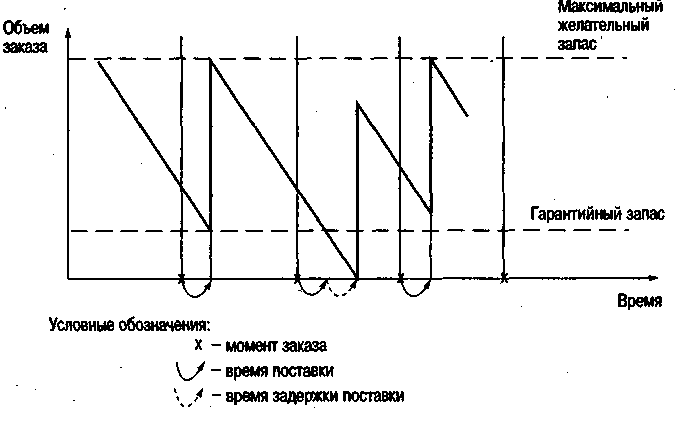 Объем
заказа
Максимальный
желательный
запас
Гарантийный запас
Время
Условные обозначения:
х – момент заказа
– время поставки
– время задержки поставки